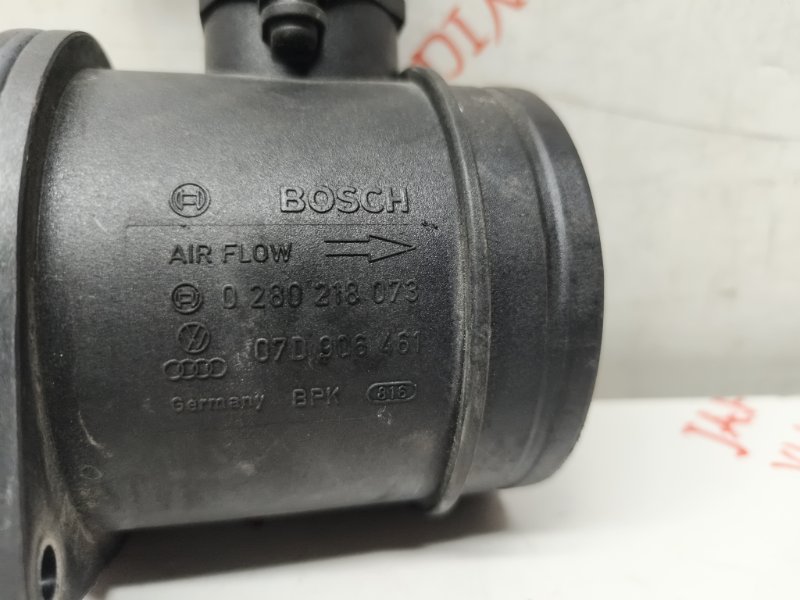 BOSCH
AIR FLOW
0 280 218 073
07D 906 461
Germany BPK 816